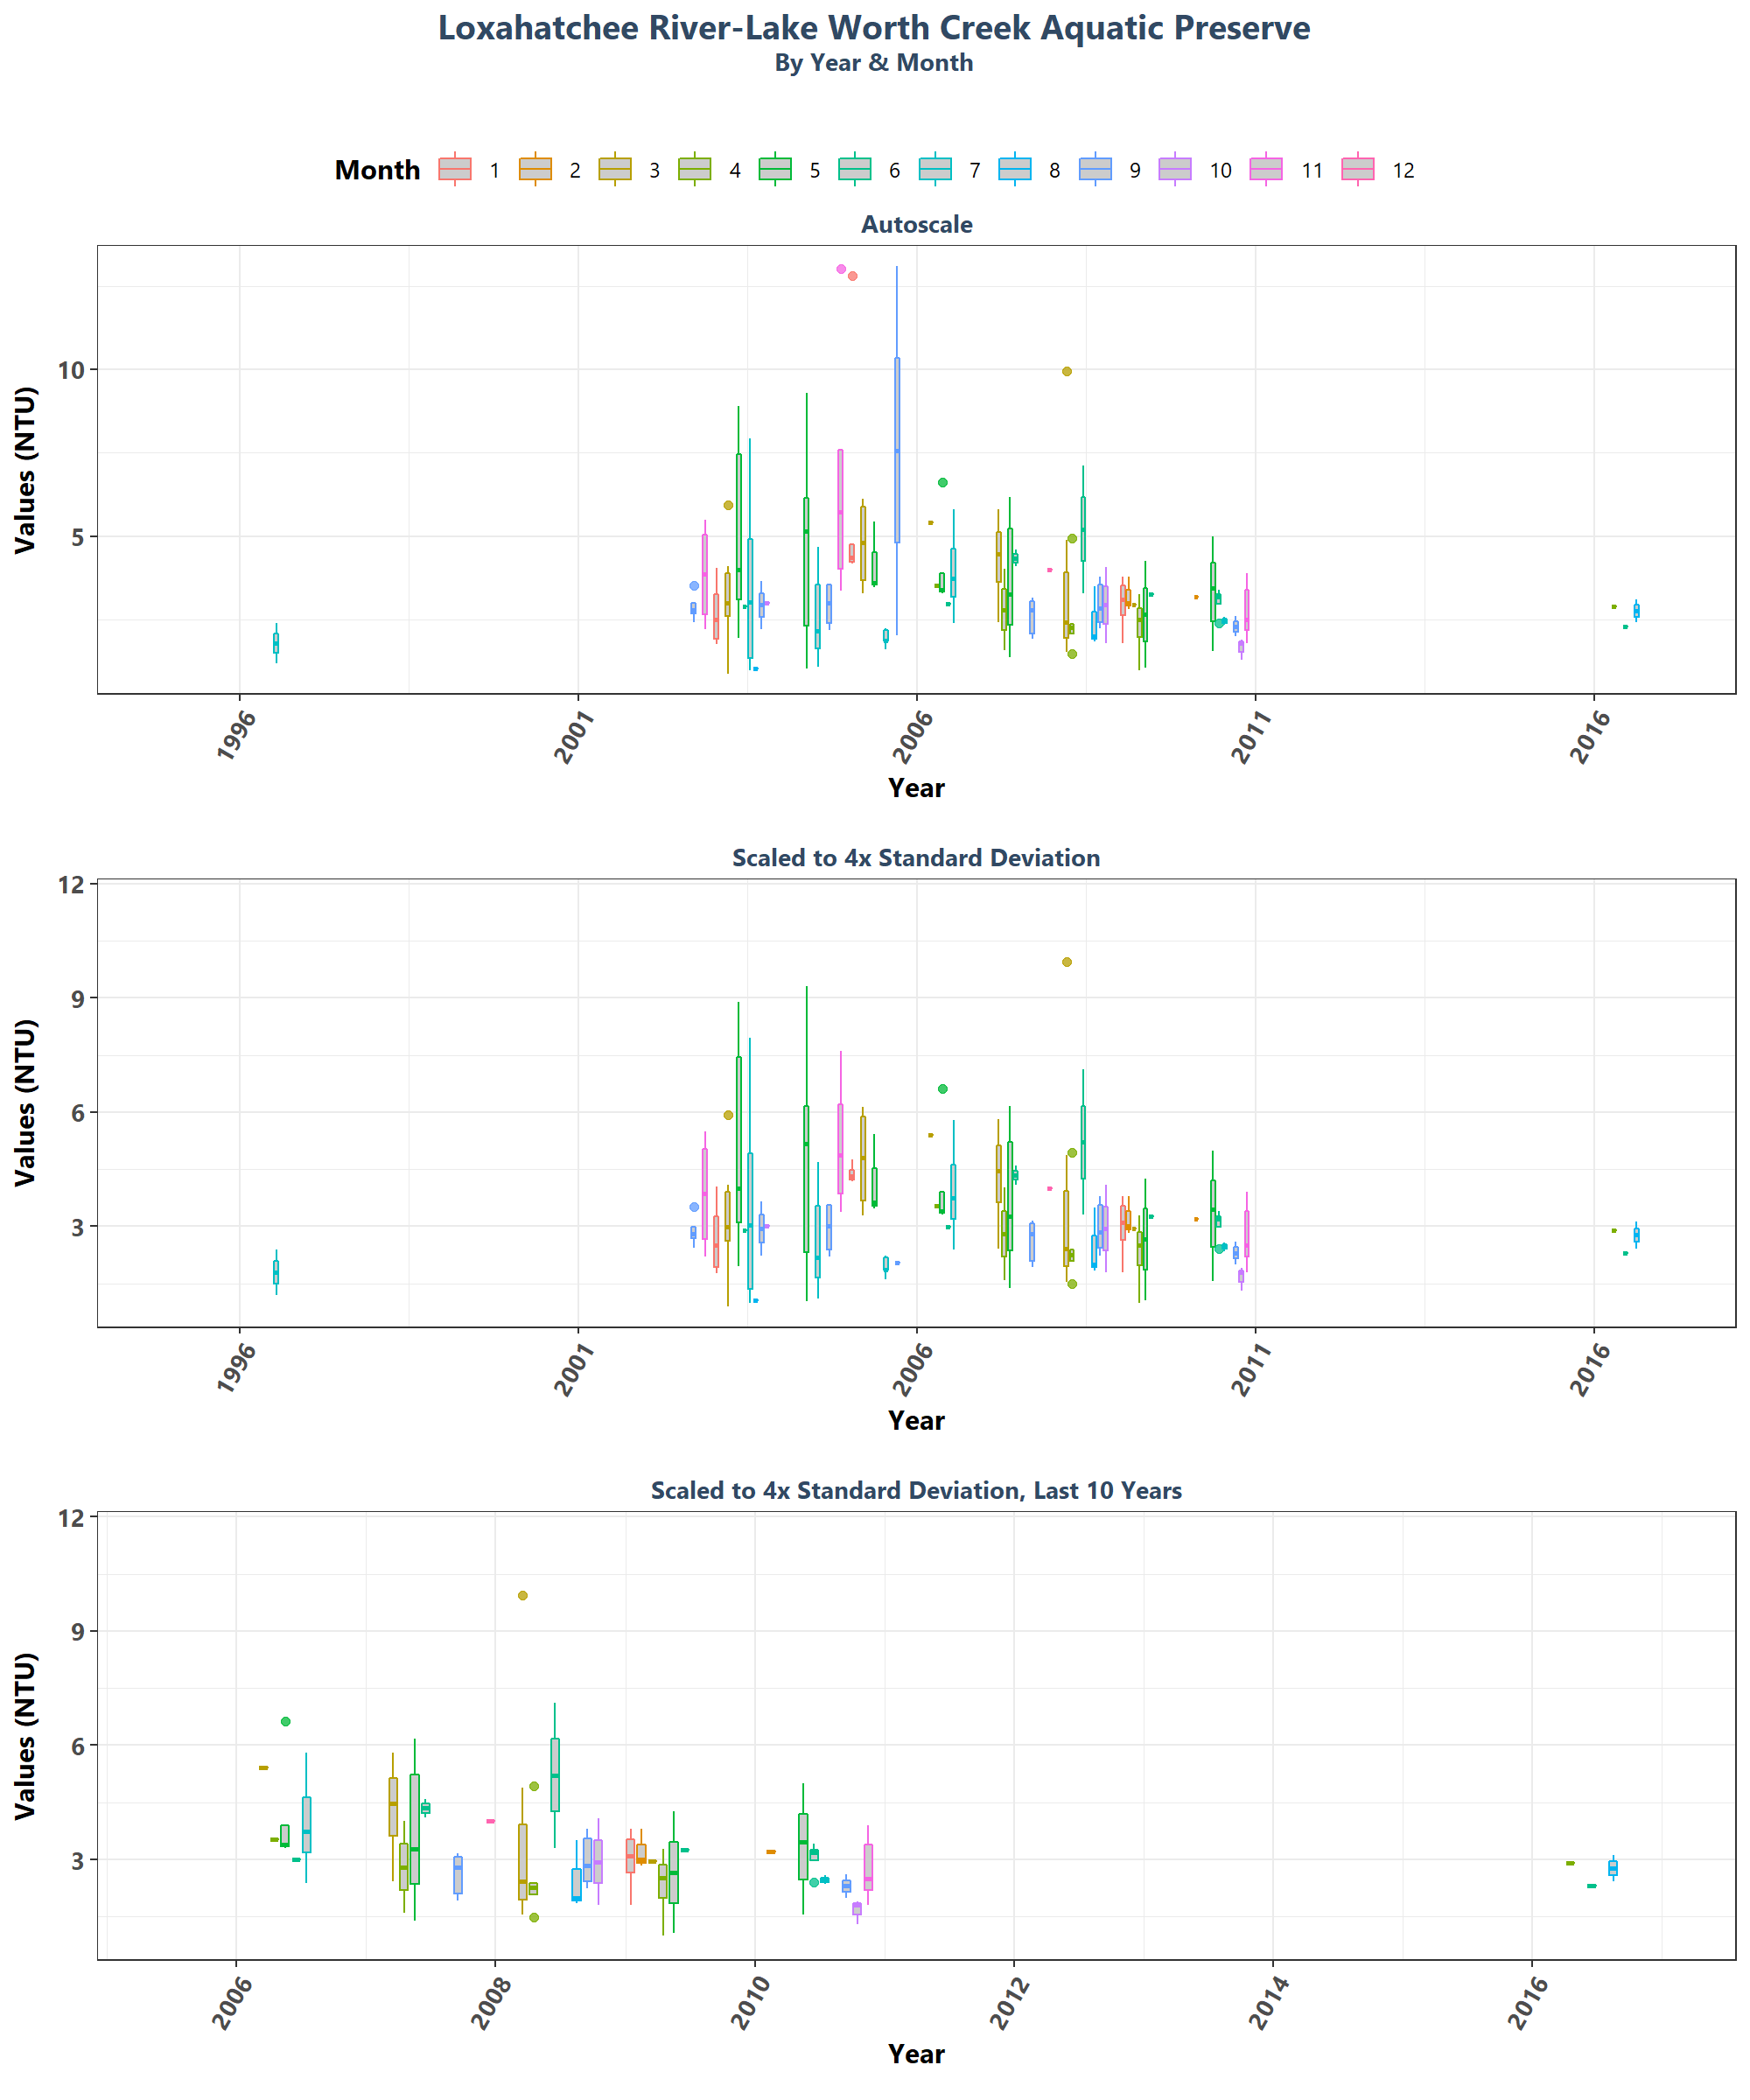 Loxahatchee River-Lake Worth Creek Aquatic Preserve
By Year & Month
Month 1 2 3 4 5 6 7 8 9 10 11 12
Autoscale
Values (NTU)
10
5
1996 2001 2006 2011 2016
Year
Scaled to 4x Standard Deviation
Values (NTU)
12
9
6
3
1996 2001 2006 2011 2016
Year
Scaled to 4x Standard Deviation, Last 10 Years
Values (NTU)
12
9
6
3
2006 2008 2010 2012 2014 2016
Year